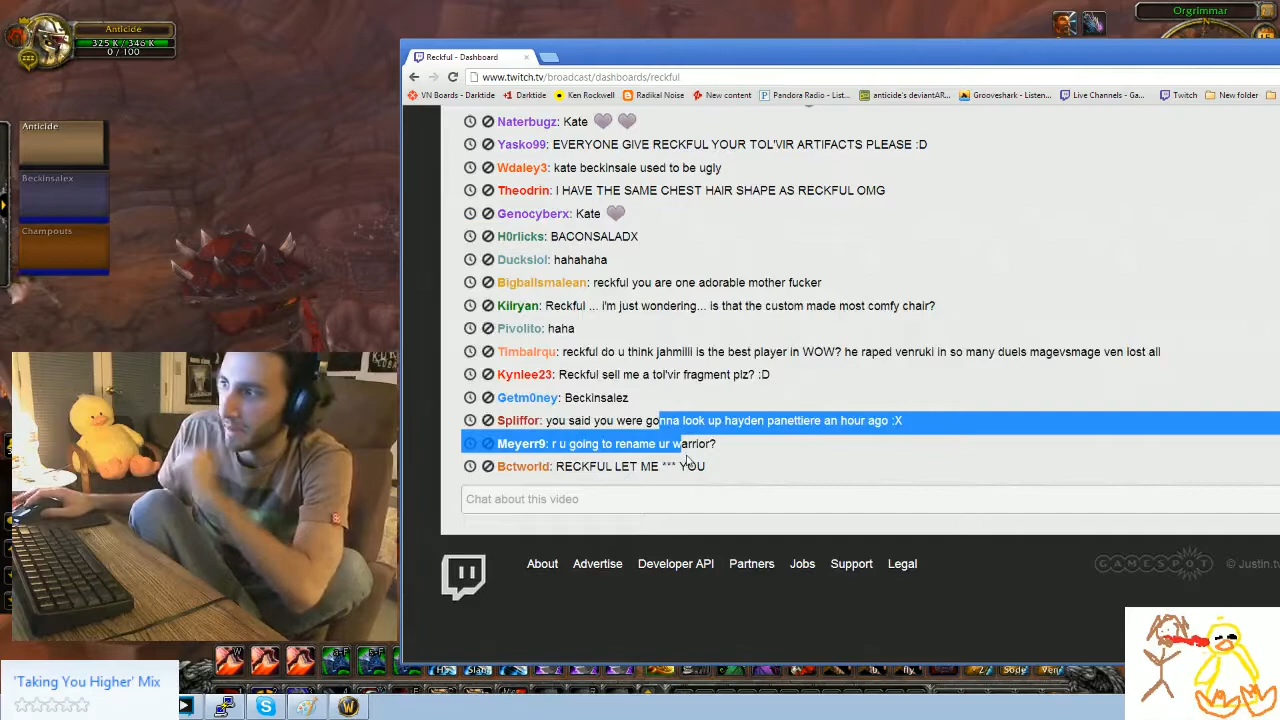 Anticide
325 K / 346 K
0 / 100
Orgrimmar
Reckful - Dashboard
www.twitch.tv/broadcast/dashboards/reckful
VN Boards - Darktide
+1 Darktide
Ken Rockwell
Radikal Noise
New content
Pandora Radio - List...
anticide's deviantAR...
Grooveshark - Listen...
Live Channels - Ga...
Twitch
New folder
Anticide
Beckinsalex
Champouts
Naterbugz: Kate
Yasko99: EVERYONE GIVE RECKFUL YOUR TOL'VIR ARTIFACTS PLEASE :D
Wdaley3: kate beckinsale used to be ugly
Theodrin: I HAVE THE SAME CHEST HAIR SHAPE AS RECKFUL OMG
Genocyberx: Kate
H0rlicks: BACONSALADX
Ducksiol: hahahaha
Bigballsmalean: reckful you are one adorable mother fucker
Kilryan: Reckful ... i'm just wondering... is that the custom made most comfy chair?
Pivolito: haha
Timbalrqu: reckful do u think jahmilli is the best player in WOW? he raped venruki in so many duels magevsmage ven lost all
Kynlee23: Reckful sell me a tol'vir fragment plz? :D
Getm0ney: Beckinsalez
Spliffor: you said you were gonna look up hayden panettiere an hour ago :X
Meyerr9: r u going to rename ur warrior?
Bctworld: RECKFUL LET ME *** YOU
Chat about this video
About
Advertise
Developer API
Partners
Jobs
Support
Legal
GAMESPOT
© Justin.tv
'Taking You Higher' Mix